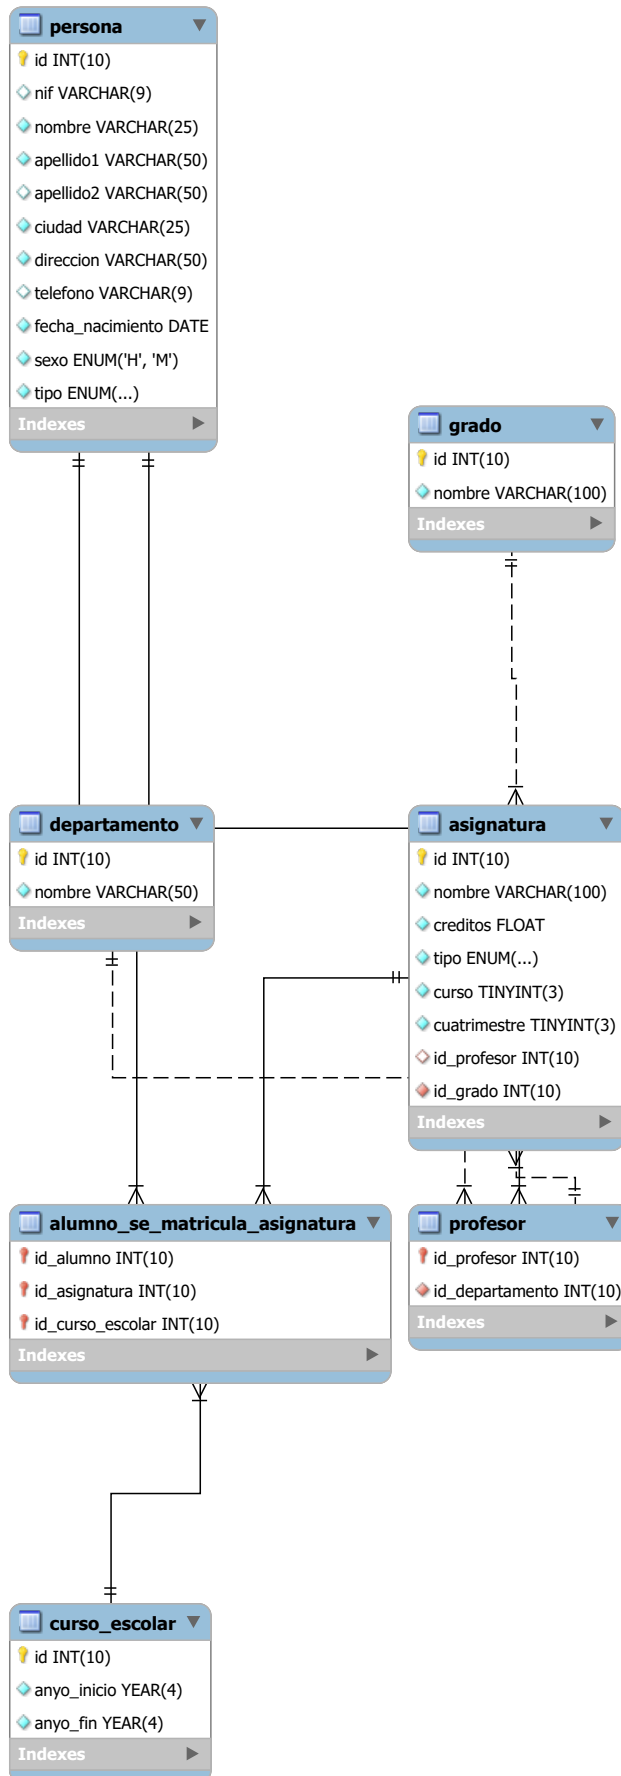 persona
id INT(10)
nif VARCHAR(9)
nombre VARCHAR(25)
apellido1 VARCHAR(50)
apellido2 VARCHAR(50)
ciudad VARCHAR(25)
direccion VARCHAR(50)
telefono VARCHAR(9)
fecha_nacimiento DATE
sexo ENUM('H', 'M')
tipo ENUM(...)
Indexes
grado
id INT(10)
nombre VARCHAR(100)
Indexes
departamento
id INT(10)
nombre VARCHAR(50)
Indexes
asignatura
id INT(10)
nombre VARCHAR(100)
creditos FLOAT
tipo ENUM(...)
curso TINYINT(3)
cuatrimestre TINYINT(3)
id_profesor INT(10)
id_grado INT(10)
Indexes
alumno_se_matricula_asignatura
id_alumno INT(10)
id_asignatura INT(10)
id_curso_escolar INT(10)
Indexes
profesor
id_profesor INT(10)
id_departamento INT(10)
Indexes
curso_escolar
id INT(10)
anyo_inicio YEAR(4)
anyo_fin YEAR(4)
Indexes